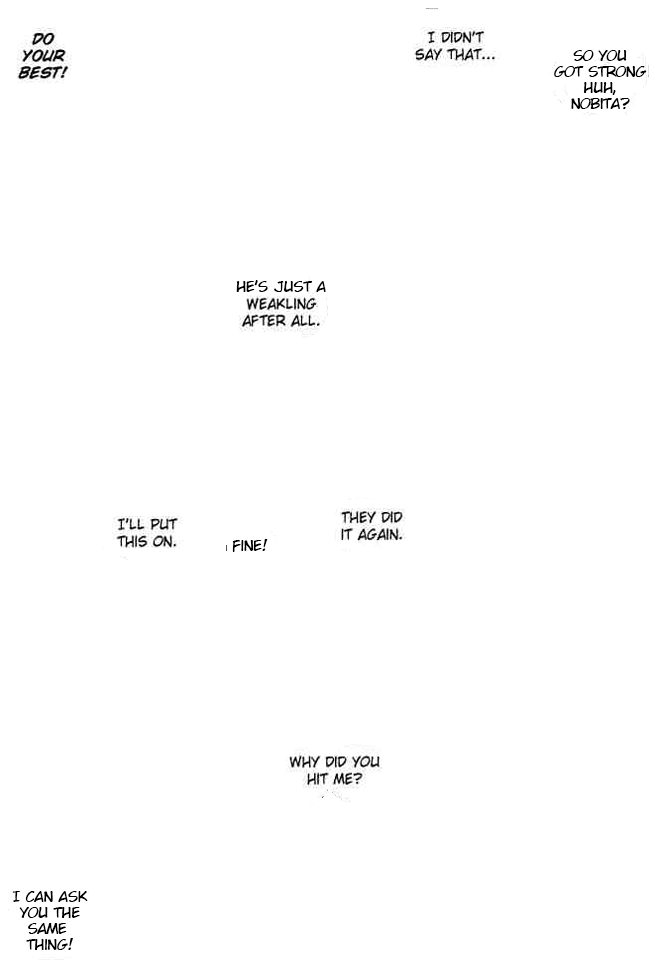 SO YOU
GOT STRONG!
HUH,
NOBITA?
I DIDN'T
SAY THAT...
DO
YOUR
BEST!
HE'S JUST A
WEAKLING
AFTER ALL.
THEY DID
IT AGAIN.
FINE!
I'LL PUT
THIS ON.
WHY DID YOU
HIT ME?
I CAN ASK
YOU THE
SAME
THING!